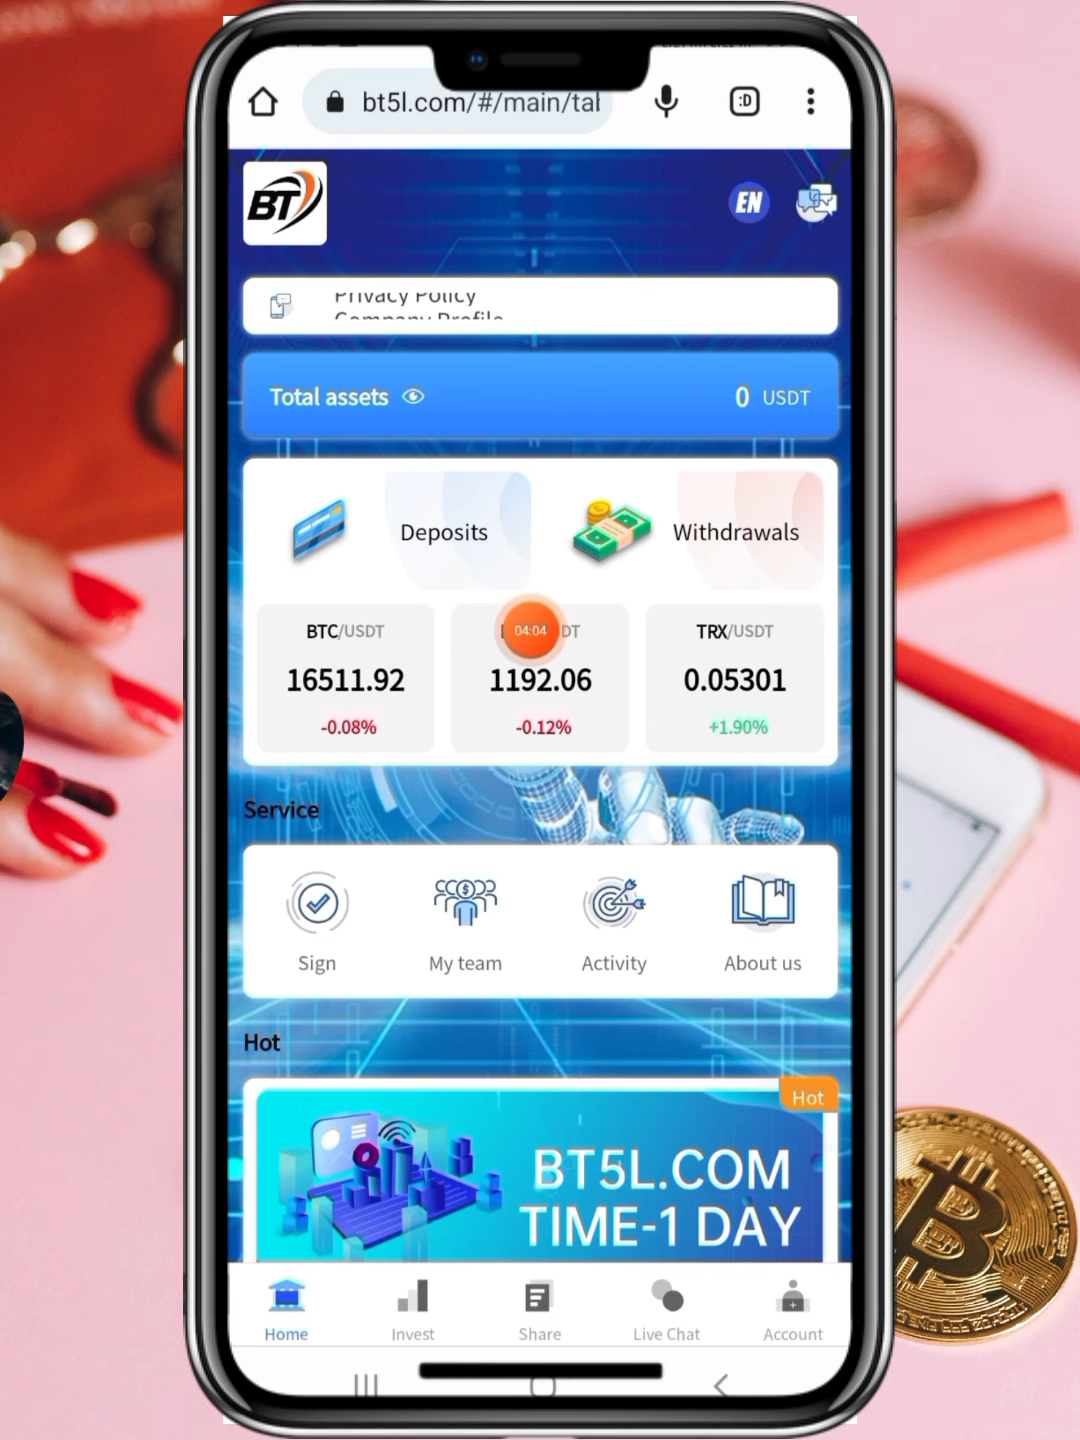 bt5l.com/#/main/tal
:D
BT
EN
Privacy Policy
Company Profile
Total assets
0 USDT
Deposits
Withdrawals
BTC/USDT
16511.92
-0.08%
04:04
DT
1192.06
-0.12%
TRX/USDT
0.05301
+1.90%
Service
Sign
My team
Activity
About us
Hot
Hot
BT5L.COM
TIME-1 DAY
Home
Invest
Share
Live Chat
Account